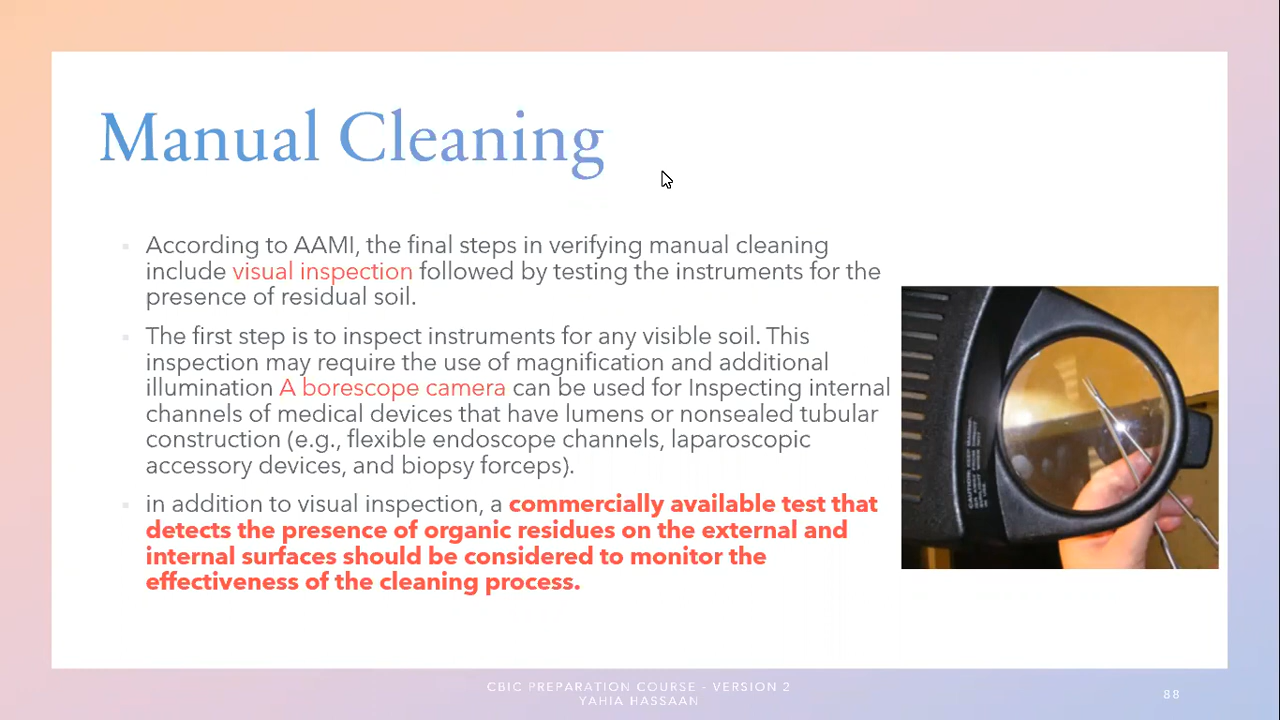 Manual Cleaning
According to AAMI, the final steps in verifying manual cleaning
include visual inspection followed by testing the instruments for the
presence of residual soil.
The first step is to inspect instruments for any visible soil. This
inspection may require the use of magnification and additional
illumination A borescope camera can be used for Inspecting internal
channels of medical devices that have lumens or nonsealed tubular
construction (e.g., flexible endoscope channels, laparoscopic
accessory devices, and biopsy forceps).
in addition to visual inspection, a commercially available test that
detects the presence of organic residues on the external and
internal surfaces should be considered to monitor the
effectiveness of the cleaning process.
CBIC PREPARATION COURSE - VERSION 2
YAHIA HASSAAN
88